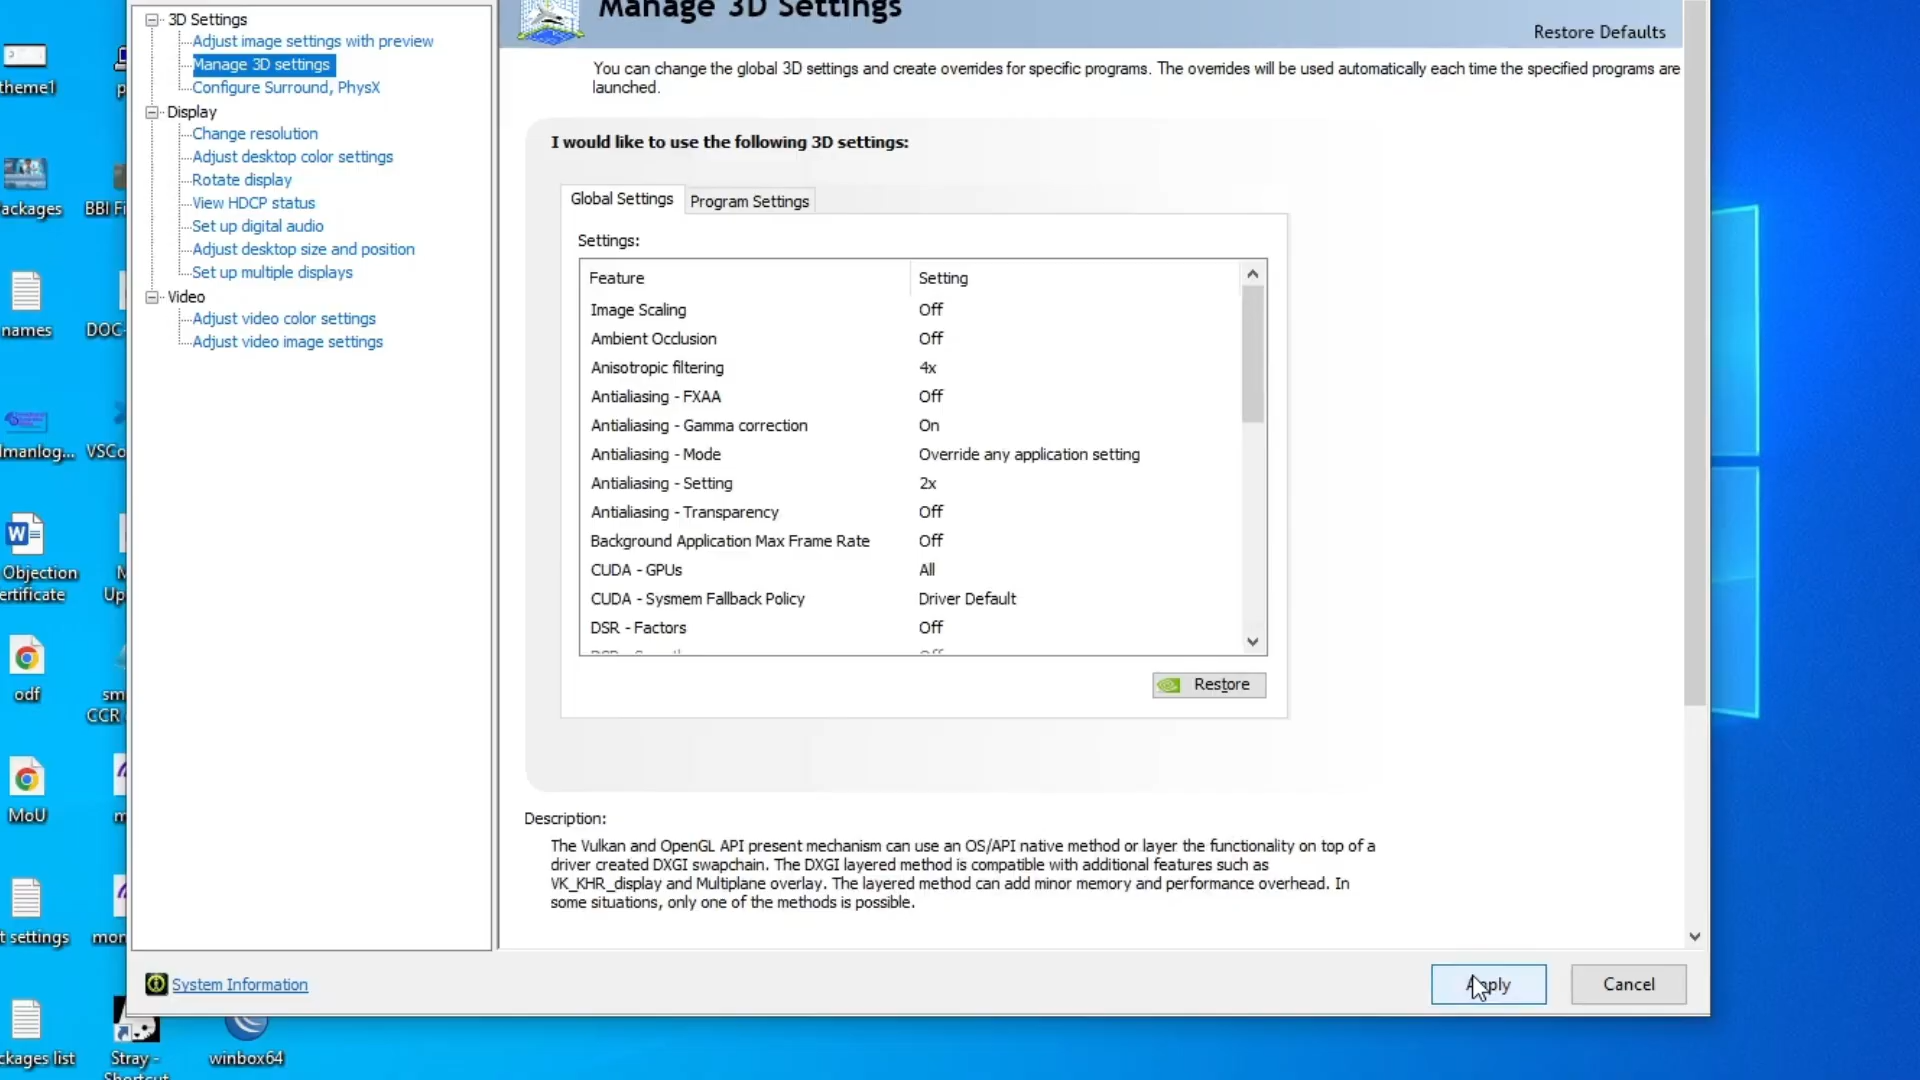 Manage 3D Settings
Restore Defaults
You can change the global 3D settings and create overrides for specific programs. The overrides will be used automatically each time the specified programs are
launched.
3D Settings
Adjust image settings with preview
Manage 3D settings
Configure Surround, PhysX
Display
Change resolution
Adjust desktop color settings
Rotate display
View HDCP status
Set up digital audio
Adjust desktop size and position
Set up multiple displays
Video
Adjust video color settings
Adjust video image settings
I would like to use the following 3D settings:
Global Settings
Program Settings
Settings:
Feature Setting
Image Scaling Off
Ambient Occlusion Off
Anisotropic filtering 4x
Antialiasing - FXAA Off
Antialiasing - Gamma correction On
Antialiasing - Mode Override any application setting
Antialiasing - Setting 2x
Antialiasing - Transparency Off
Background Application Max Frame Rate Off
CUDA - GPUs All
CUDA - Sysmem Fallback Policy Driver Default
DSR - Factors Off
Restore
Description:
The Vulkan and OpenGL API present mechanism can use an OS/API native method or layer the functionality on top of a
driver created DXGI swapchain. The DXGI layered method is compatible with additional features such as
VK_KHR_display and Multiplane overlay. The layered method can add minor memory and performance overhead. In
some situations, only one of the methods is possible.
System Information
Apply
Cancel
theme1
ackages
BBI Fi
names
DOC-
lmanlog...
VSCo
Objection
ertificate
Up
odf
sm
CCR
MoU
m
t settings
mon
ckages list
Stray -
Shortcut
winbox64